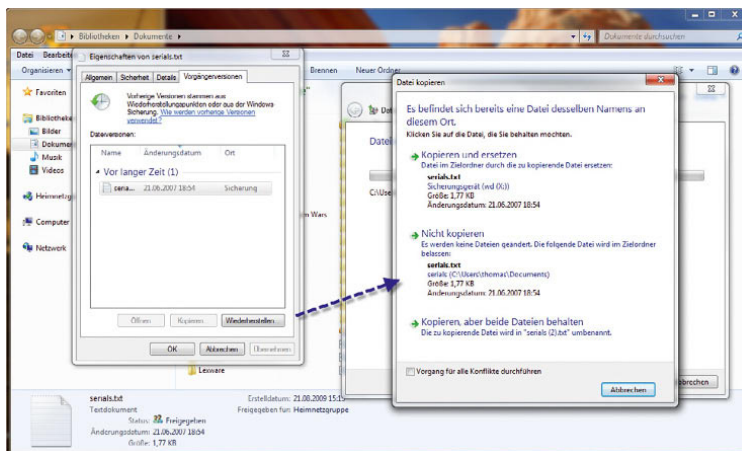 Bibliotheken ▸ Dokumente ▸
Dokumente durchsuchen
Datei
Organisieren
Brennen
Neuer Ordner
Favoriten
Bilder
Musik
Videos
Computer
Netzwerk
Eigenschaften von serials.txt
Allgemein Sicherheit Details Vorgängerversionen
Vorherige Versionen stammen aus
Wiederherstellungspunkten oder aus der Windows
Sicherung. Wie werden vorherige Versionen
verwendet?
Dateiversionen:
Name Änderungsdatum Ort
Vor langer Zeit (1)
seria... 21.06.2007 18:54 Sicherung
Öffnen Kopieren Wiederherstellen...
OK Abbrechen Übernehmen
Lexware
Datei kopieren
Es befindet sich bereits eine Datei desselben Namens an
diesem Ort.
Klicken Sie auf die Datei, die Sie behalten möchten.
Kopieren und ersetzen
Datei im Zielordner durch die zu kopierende Datei ersetzen:
serials.txt
Sicherungsgerät (wd (X:))
Größe: 1,77 KB
Änderungsdatum: 21.06.2007 18:54
Nicht kopieren
Es werden keine Dateien geändert. Die folgende Datei wird im Zielordner
belassen:
serials.txt
serials (C:\Users\thomas\Documents)
Größe: 1,77 KB
Änderungsdatum: 21.06.2007 18:54
Kopieren, aber beide Dateien behalten
Die zu kopierende Datei wird in "serials (2).txt" umbenannt.
Vorgang für alle Konflikte durchführen
Abbrechen
serials.txt
Textdokument
Erstelldatum: 21.08.2009 15:15
Freigegeben für: Heimnetzgruppe
Status: Freigegeben
Änderungsdatum: 21.06.2007 18:54
Größe: 1,77 KB